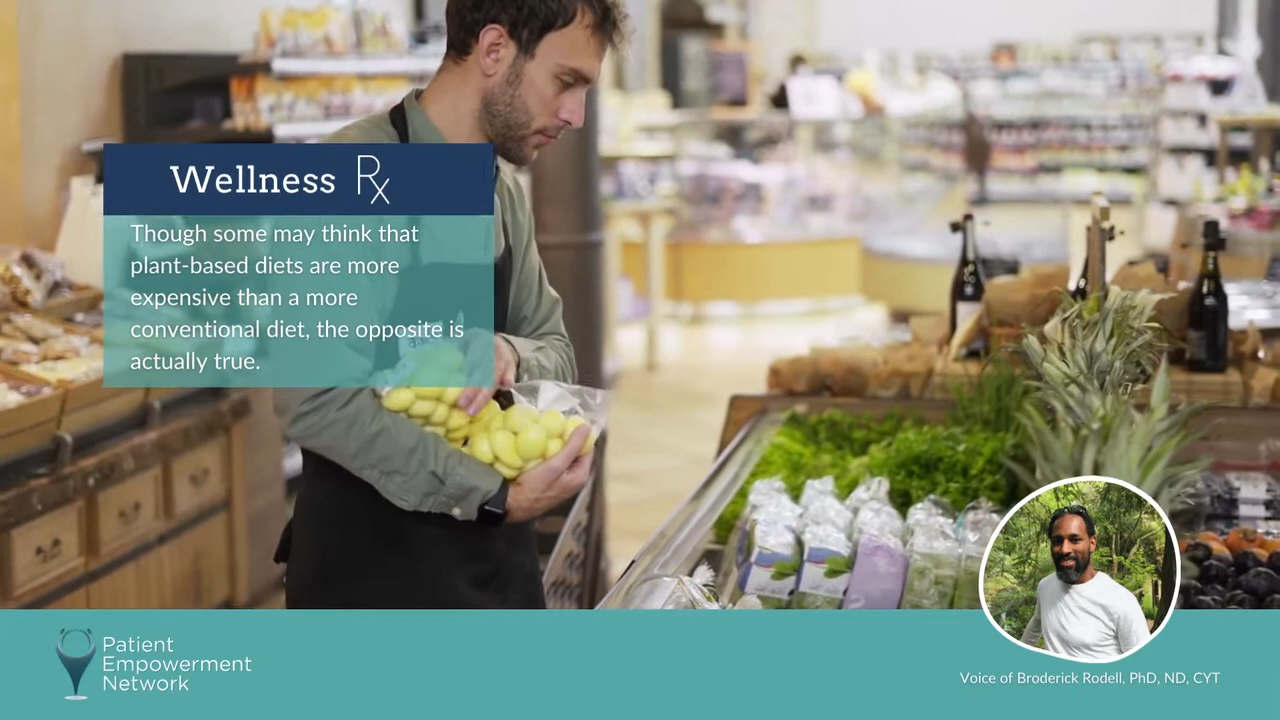 Wellness Rx
Though some may think that
plant-based diets are more
expensive than a more
conventional diet, the opposite is
actually true.
Patient
Empowerment
Network
Voice of Broderick Rodell, PhD, ND, CYT